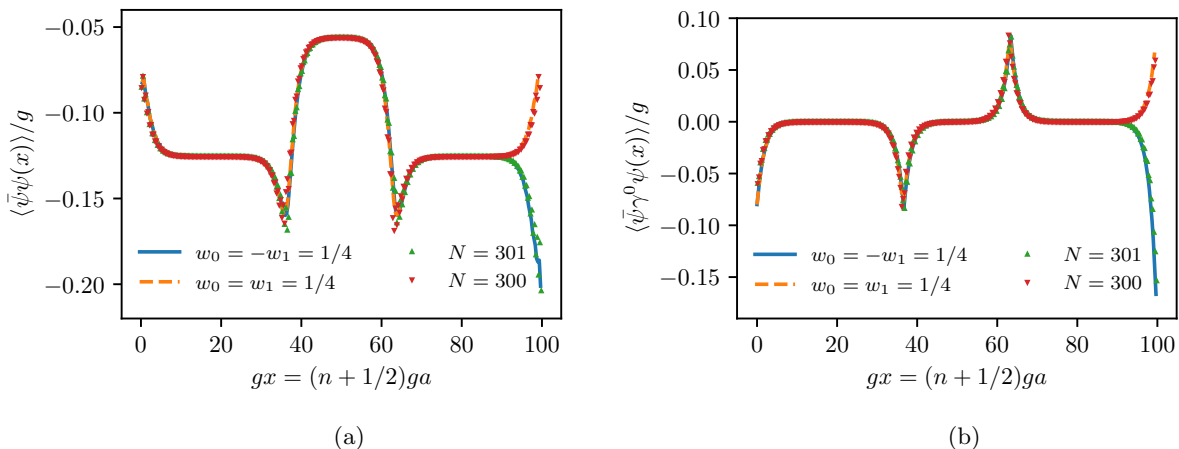 −0.05
−0.10
−0.15
−0.20
⟨ψ̄ψ(x)⟩/g
w₀ = −w₁ = 1/4
w₀ = w₁ = 1/4
N = 301
N = 300
0 20 40 60 80 100
gx = (n + 1/2)ga
(a)
0.10
0.05
0.00
−0.05
−0.10
−0.15
⟨ψ̄γ⁰ψ(x)⟩/g
w₀ = −w₁ = 1/4
w₀ = w₁ = 1/4
N = 301
N = 300
0 20 40 60 80 100
gx = (n + 1/2)ga
(b)